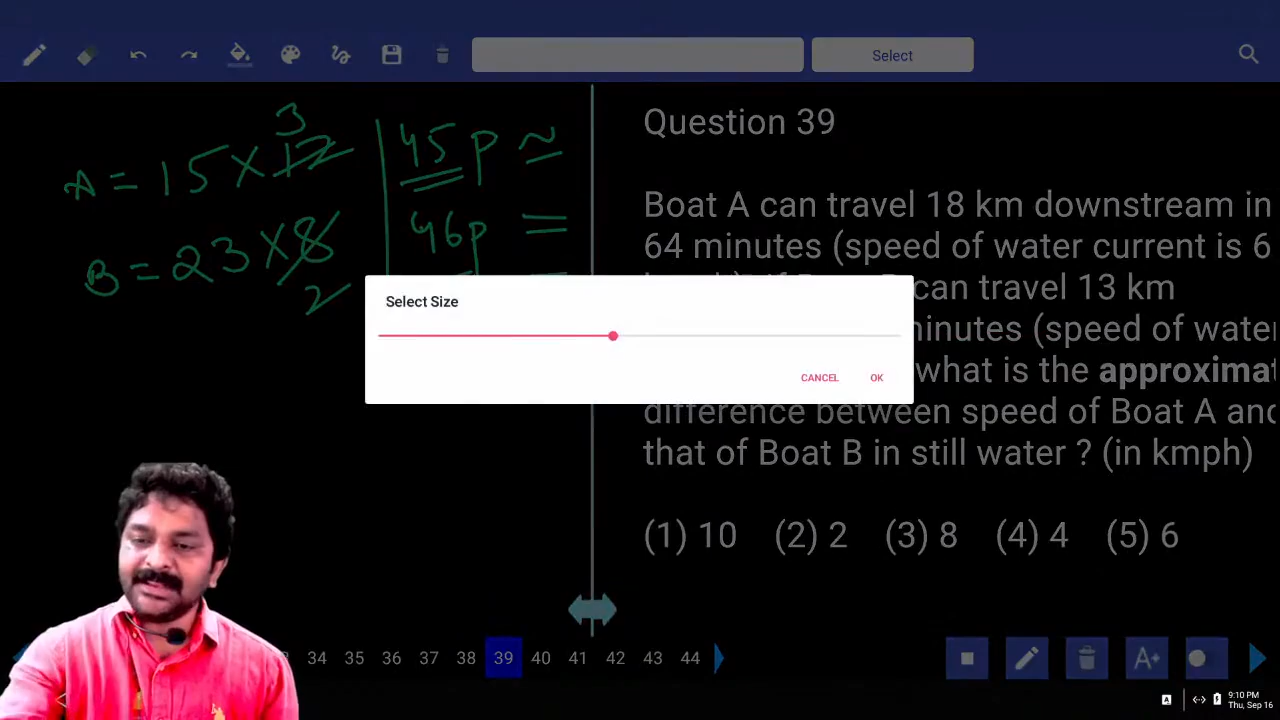 Select
A = 15 × 12
3
B = 23 × 8
2
45p ≃
46p =
Question 39
Boat A can travel 18 km downstream in
64 minutes (speed of water current is 6
can travel 13 km
minutes (speed of wate
what is the approxima
difference between speed of Boat A and
that of Boat B in still water ? (in kmph)
(1) 10 (2) 2 (3) 8 (4) 4 (5) 6
Select Size
CANCEL OK
34 35 36 37 38 39 40 41 42 43 44
A+
A
9:10 PM
Thu, Sep 16